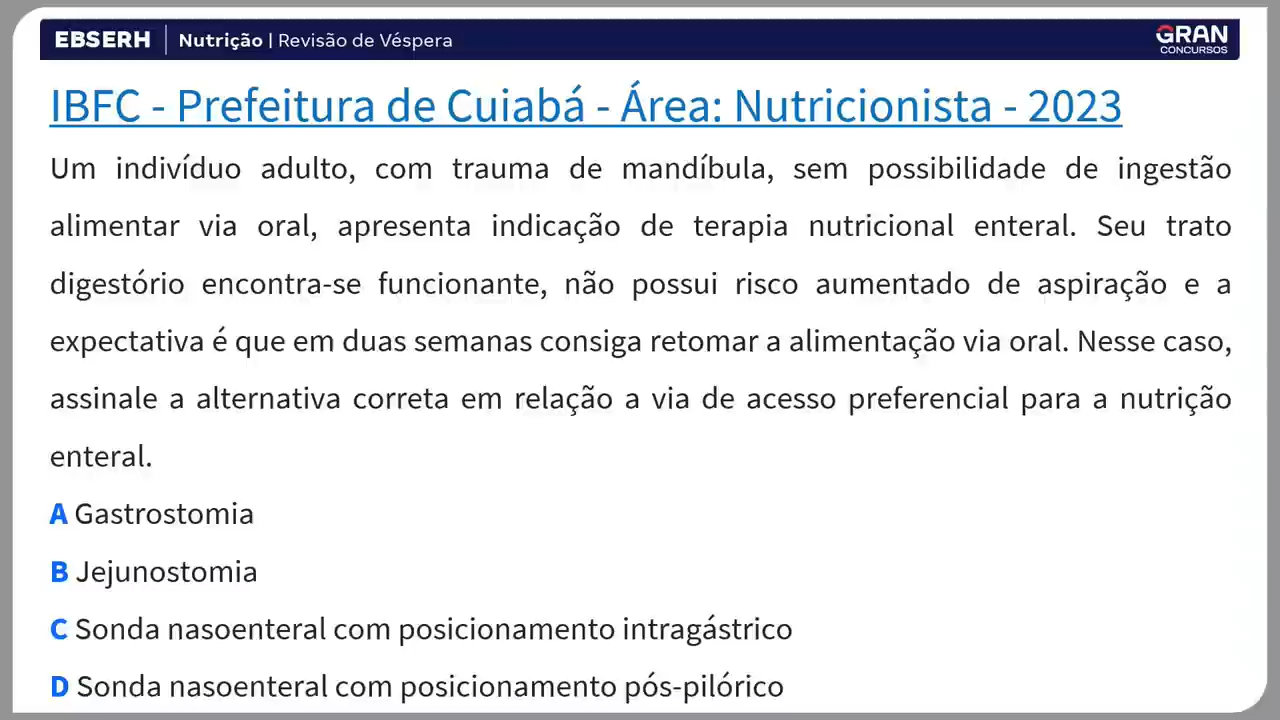 EBSERH | Nutrição | Revisão de Véspera
GRAN CONCURSOS
IBFC - Prefeitura de Cuiabá - Área: Nutricionista - 2023
Um indivíduo adulto, com trauma de mandíbula, sem possibilidade de ingestão
alimentar via oral, apresenta indicação de terapia nutricional enteral. Seu trato
digestório encontra-se funcionante, não possui risco aumentado de aspiração e a
expectativa é que em duas semanas consiga retomar a alimentação via oral. Nesse caso,
assinale a alternativa correta em relação a via de acesso preferencial para a nutrição
enteral.
A Gastrostomia
B Jejunostomia
C Sonda nasoenteral com posicionamento intragástrico
D Sonda nasoenteral com posicionamento pós-pilórico